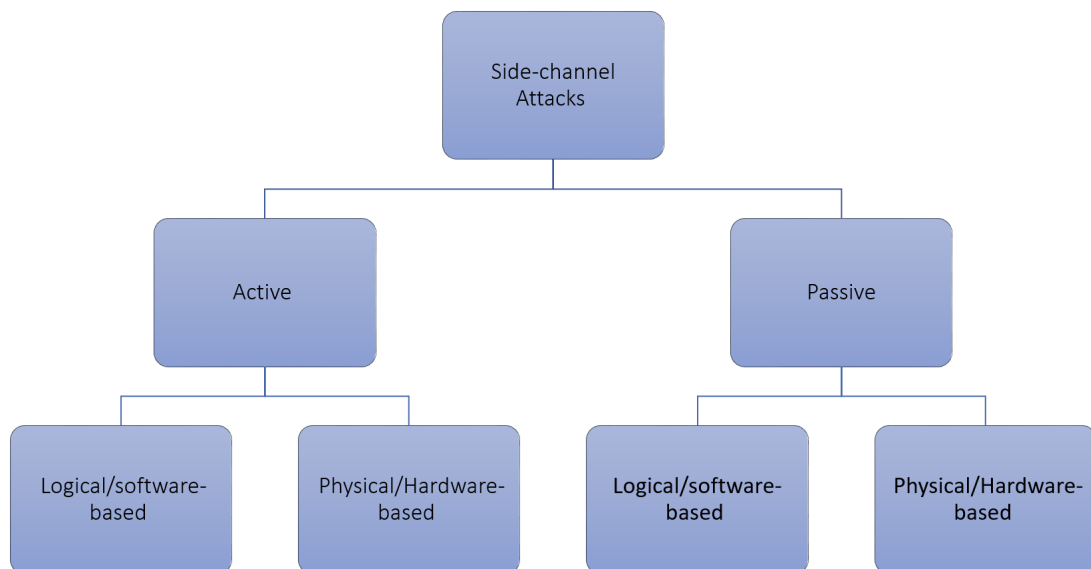 Side-channel
Attacks
Active
Passive
Logical/software-
based
Physical/Hardware-
based
Logical/software-
based
Physical/Hardware-
based